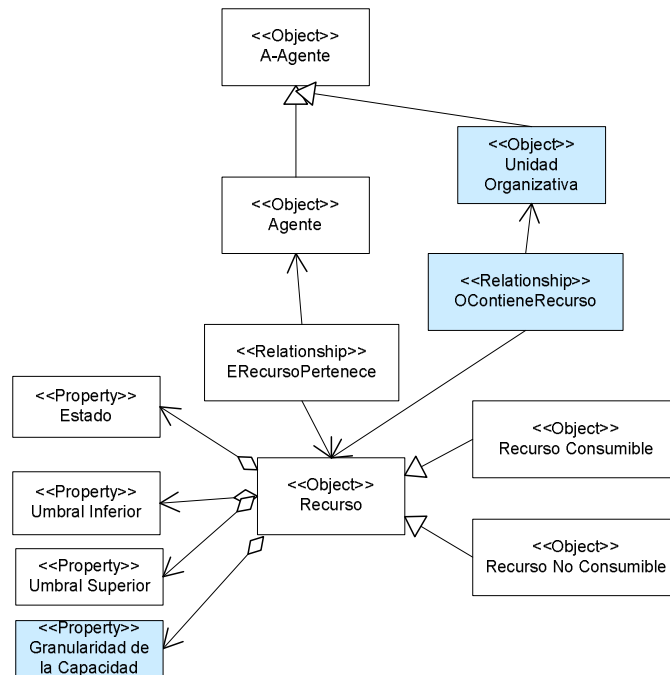 <<Object>>
A-Agente
<<Object>>
Unidad
Organizativa
<<Object>>
Agente
<<Relationship>>
OContieneRecurso
<<Relationship>>
ERecursoPertenece
<<Property>>
Estado
<<Object>>
Recurso Consumible
<<Property>>
Umbral Inferior
<<Object>>
Recurso
<<Object>>
Recurso No Consumible
<<Property>>
Umbral Superior
<<Property>>
Granularidad de
la Capacidad